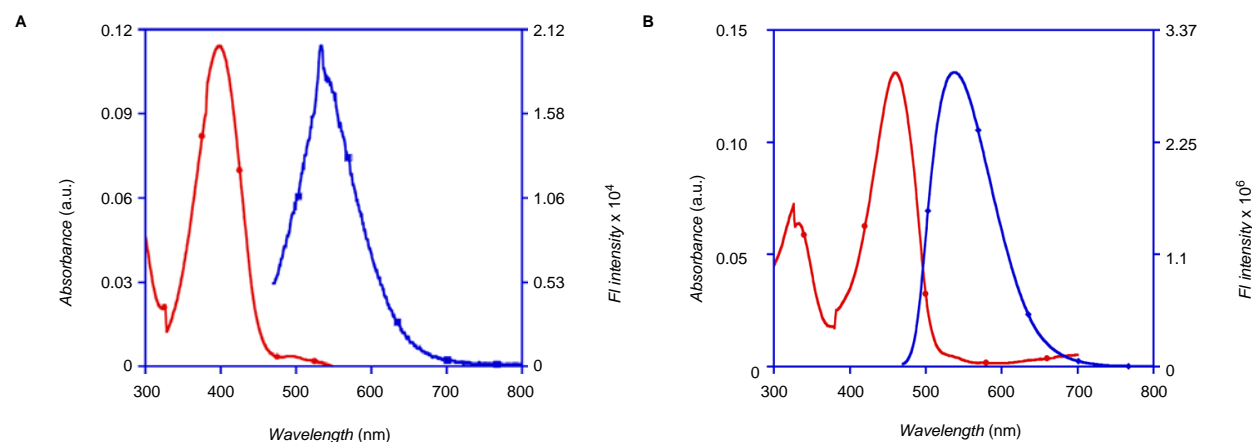 A
B
0.12
0.09
0.06
0.03
0
2.12
1.58
1.06
0.53
0
300 400 500 600 700 800
Absorbance (a.u.)
Fl intensity x 10⁴
Wavelength (nm)
0.15
0.10
0.05
0
3.37
2.25
1.1
0
300 400 500 600 700 800
Absorbance (a.u.)
Fl intensity x 10⁶
Wavelength (nm)